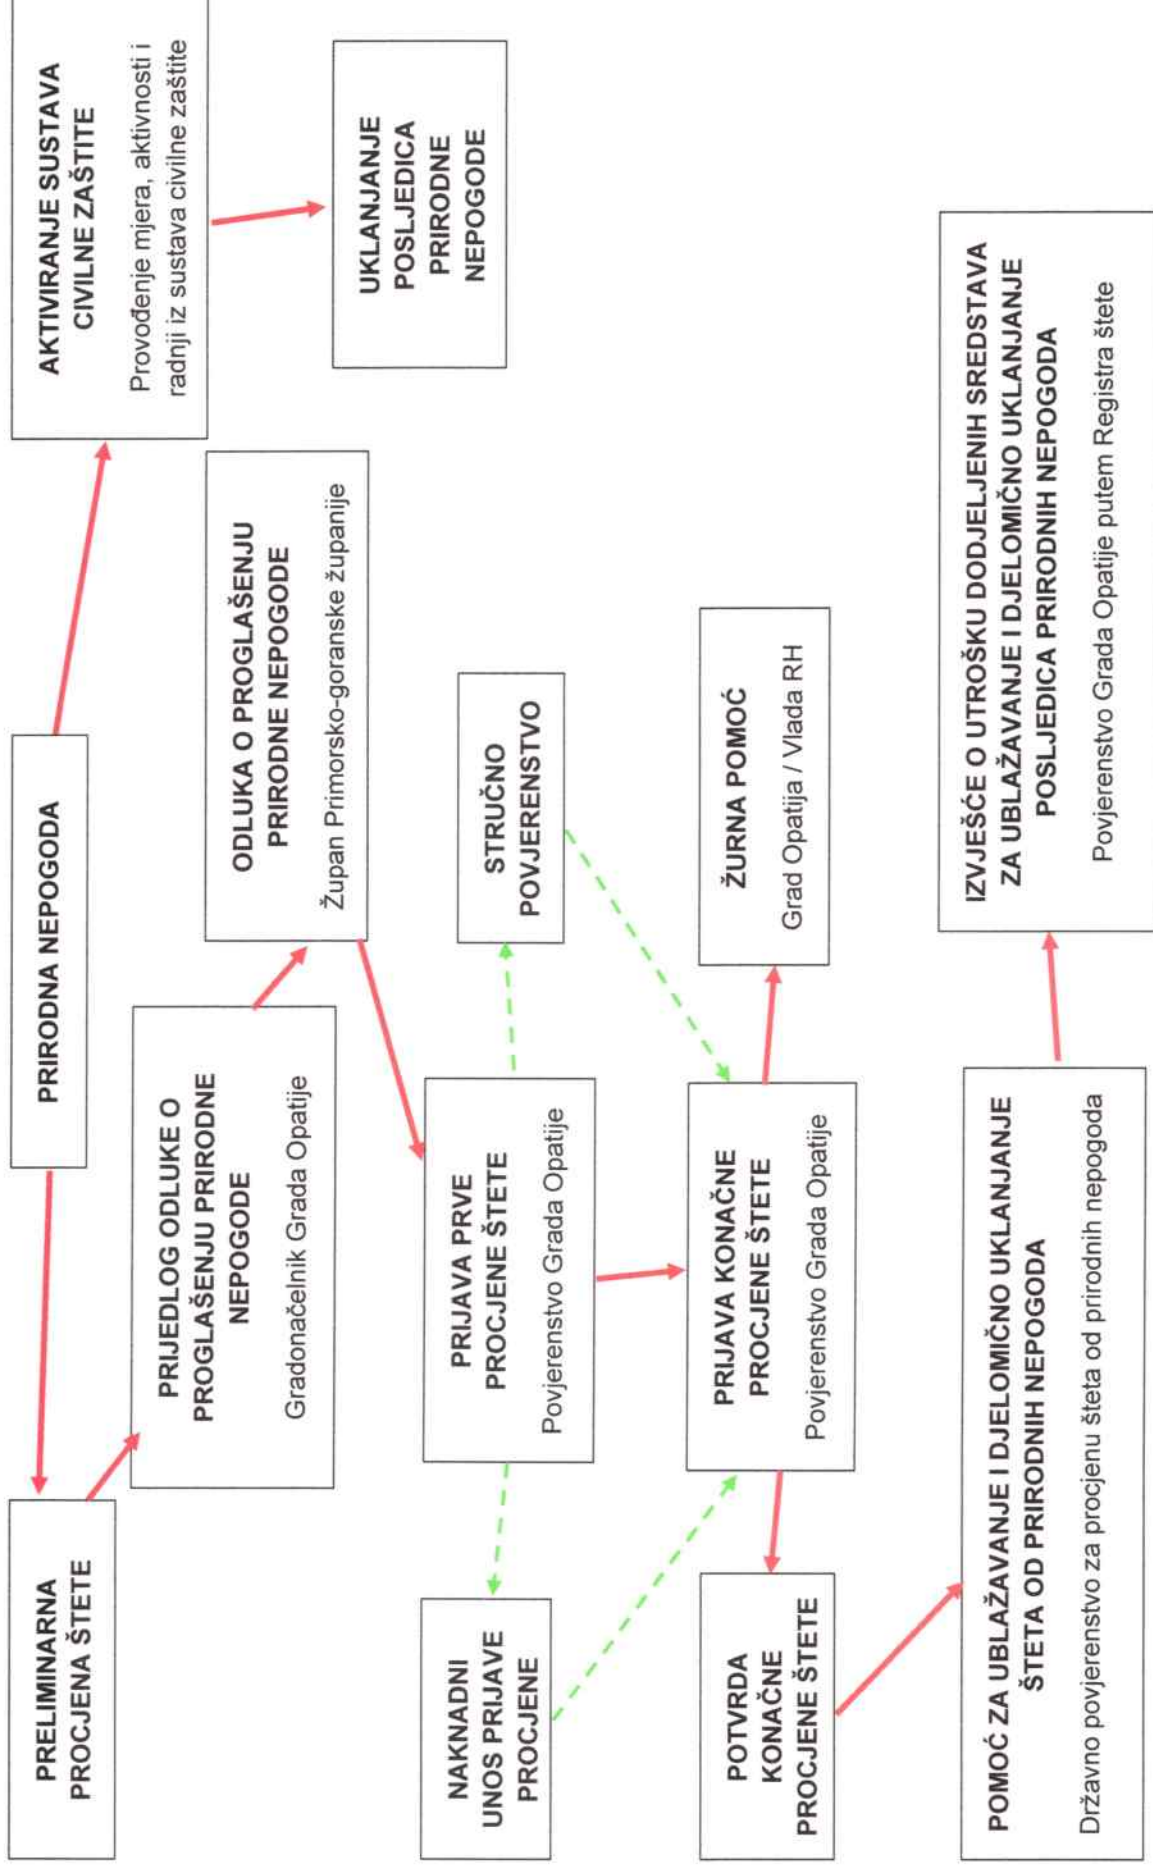 PRIRODNA NEPOGODA
AKTIVIRANJE SUSTAVA
CIVILNE ZAŠTITE
Provođenje mjera, aktivnosti i
radnji iz sustava civilne zaštite
PRELIMINARNA
PROCJENA ŠTETE
PRIJEDLOG ODLUKE O
PROGLAŠENJU PRIRODNE
NEPOGODE
Gradonačelnik Grada Opatije
ODLUKA O PROGLAŠENJU
PRIRODNE NEPOGODE
Župan Primorsko-goranske županije
UKLANJANJE
POSLJEDICA
PRIRODNE
NEPOGODE
NAKNADNI
UNOS PRIJAVE
PROCJENE
PRIJAVA PRVE
PROCJENE ŠTETE
Povjerenstvo Grada Opatije
STRUČNO
POVJERENSTVO
POTVRDA
KONAČNE
PROCJENE ŠTETE
PRIJAVA KONAČNE
PROCJENE ŠTETE
Povjerenstvo Grada Opatije
ŽURNA POMOĆ
Grad Opatija / Vlada RH
POMOĆ ZA UBLAŽAVANJE I DJELOMIČNO UKLANJANJE
ŠTETA OD PRIRODNIH NEPOGODA
Državno povjerenstvo za procjenu šteta od prirodnih nepogoda
IZVJEŠĆE O UTROŠKU DODJELJENIH SREDSTAVA
ZA UBLAŽAVANJE I DJELOMIČNO UKLANJANJE
POSLJEDICA PRIRODNIH NEPOGODA
Povjerenstvo Grada Opatije putem Registra štete